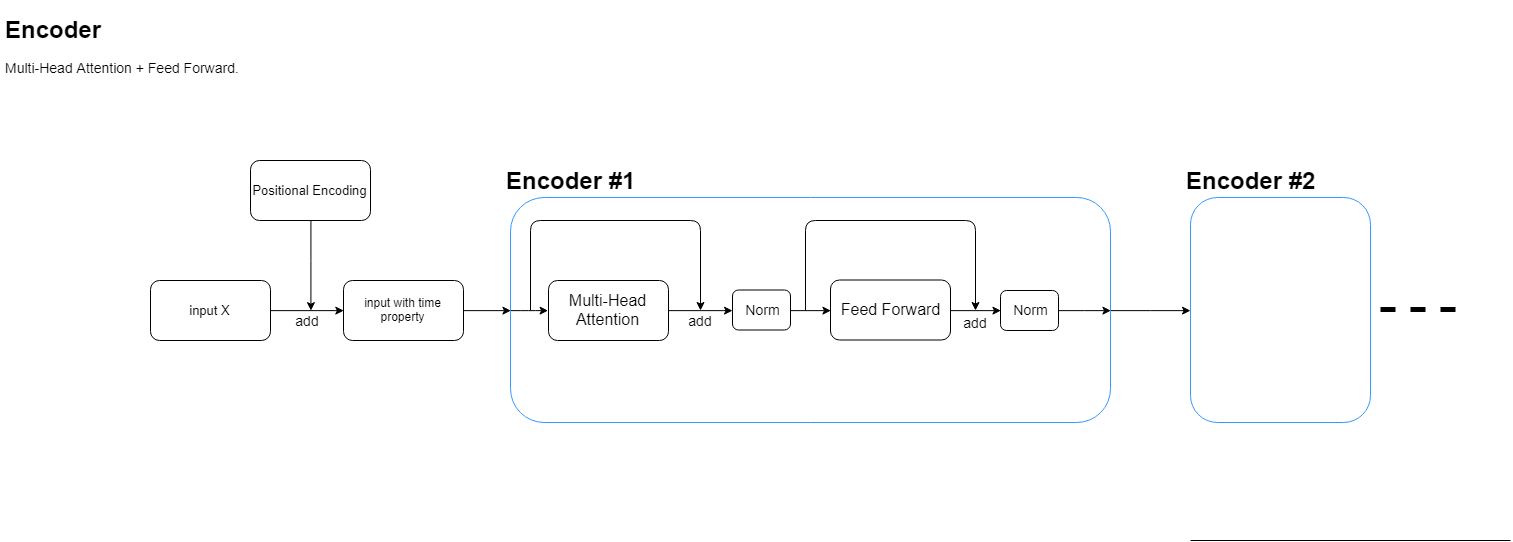 Encoder
Multi-Head Attention + Feed Forward.
Encoder #1
Encoder #2
Positional Encoding
input X
add
input with time
property
Multi-Head
Attention
add
Norm
Feed Forward
add
Norm